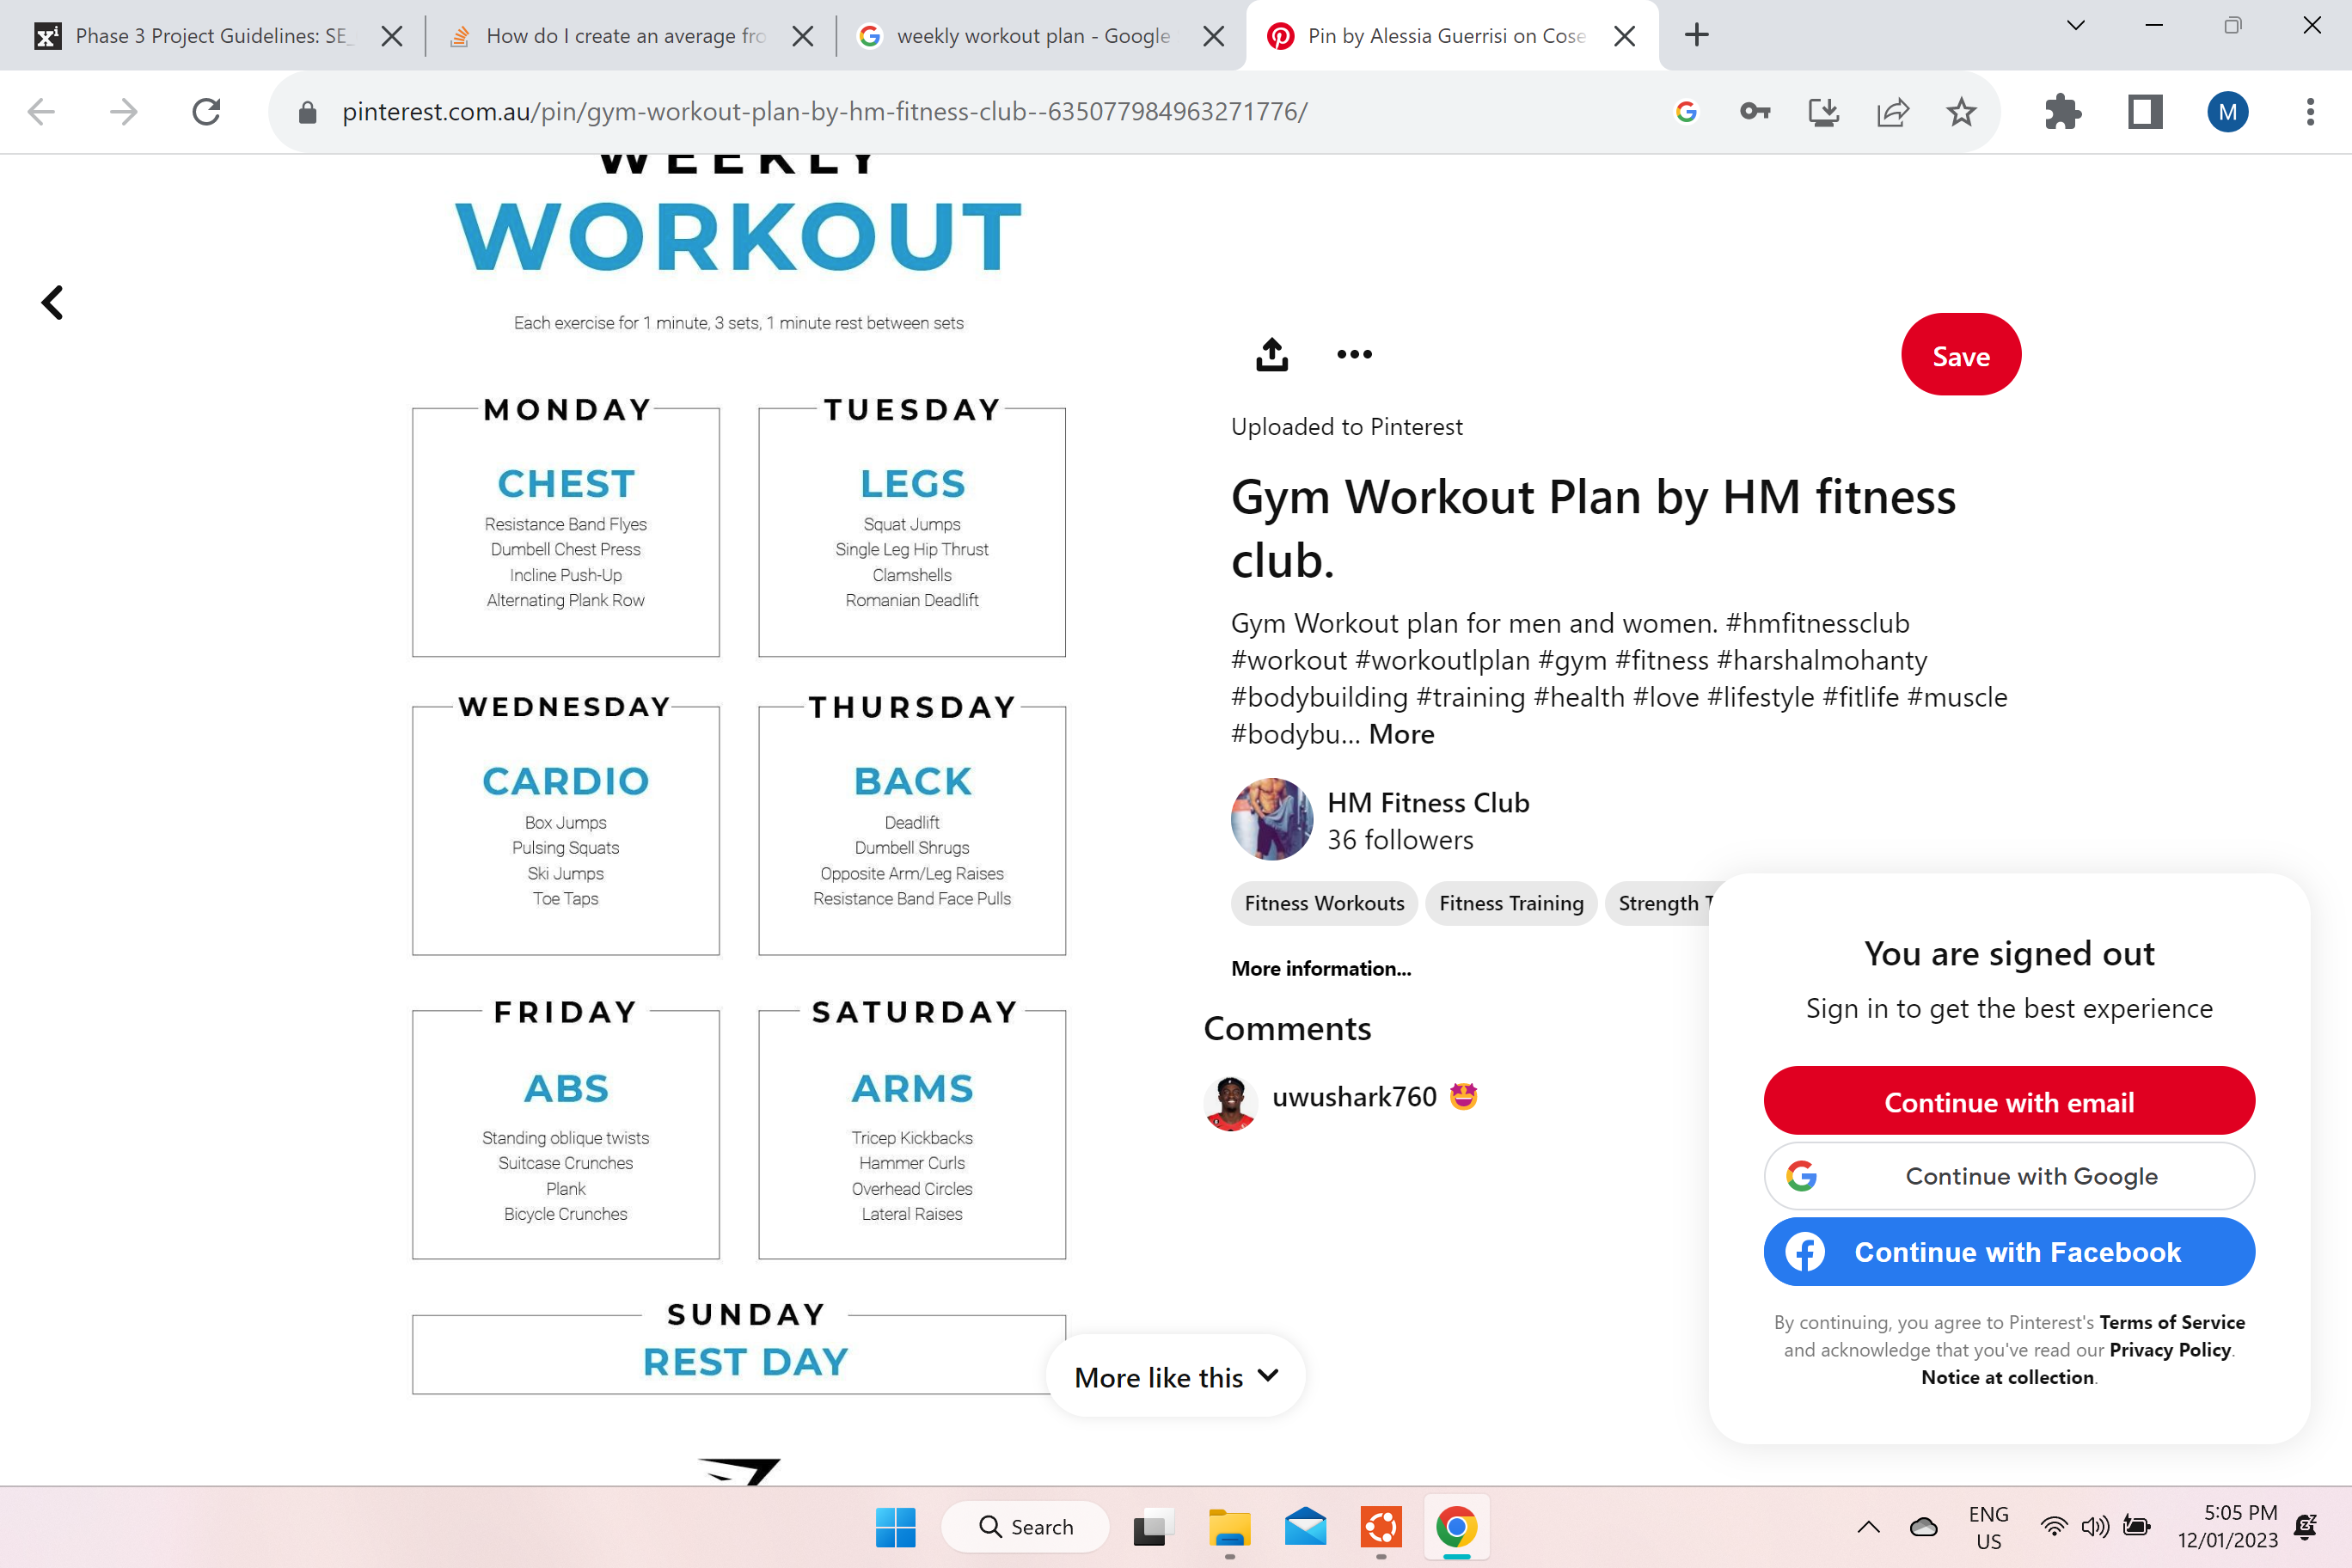 Phase 3 Project Guidelines: SE_
How do I create an average fro
weekly workout plan - Google
Pin by Alessia Guerrisi on Cose
pinterest.com.au/pin/gym-workout-plan-by-hm-fitness-club--635077984963271776/
M
WEEKLY
WORKOUT
Each exercise for 1 minute, 3 sets, 1 minute rest between sets
MONDAY
CHEST
Resistance Band Flyes
Dumbell Chest Press
Incline Push-Up
Alternating Plank Row
TUESDAY
LEGS
Squat Jumps
Single Leg Hip Thrust
Clamshells
Romanian Deadlift
WEDNESDAY
CARDIO
Box Jumps
Pulsing Squats
Ski Jumps
Toe Taps
THURSDAY
BACK
Deadlift
Dumbell Shrugs
Opposite Arm/Leg Raises
Resistance Band Face Pulls
FRIDAY
ABS
Standing oblique twists
Suitcase Crunches
Plank
Bicycle Crunches
SATURDAY
ARMS
Tricep Kickbacks
Hammer Curls
Overhead Circles
Lateral Raises
SUNDAY
REST DAY
Save
Uploaded to Pinterest
Gym Workout Plan by HM fitness
club.
Gym Workout plan for men and women. #hmfitnessclub
#workout #workoutlplan #gym #fitness #harshalmohanty
#bodybuilding #training #health #love #lifestyle #fitlife #muscle
#bodybu... More
HM Fitness Club
36 followers
Fitness Workouts
Fitness Training
Strength T
More information...
Comments
uwushark760 🤩
More like this
You are signed out
Sign in to get the best experience
Continue with email
Continue with Google
Continue with Facebook
By continuing, you agree to Pinterest's Terms of Service
and acknowledge that you've read our Privacy Policy.
Notice at collection.
Search
ENG
US
5:05 PM
12/01/2023